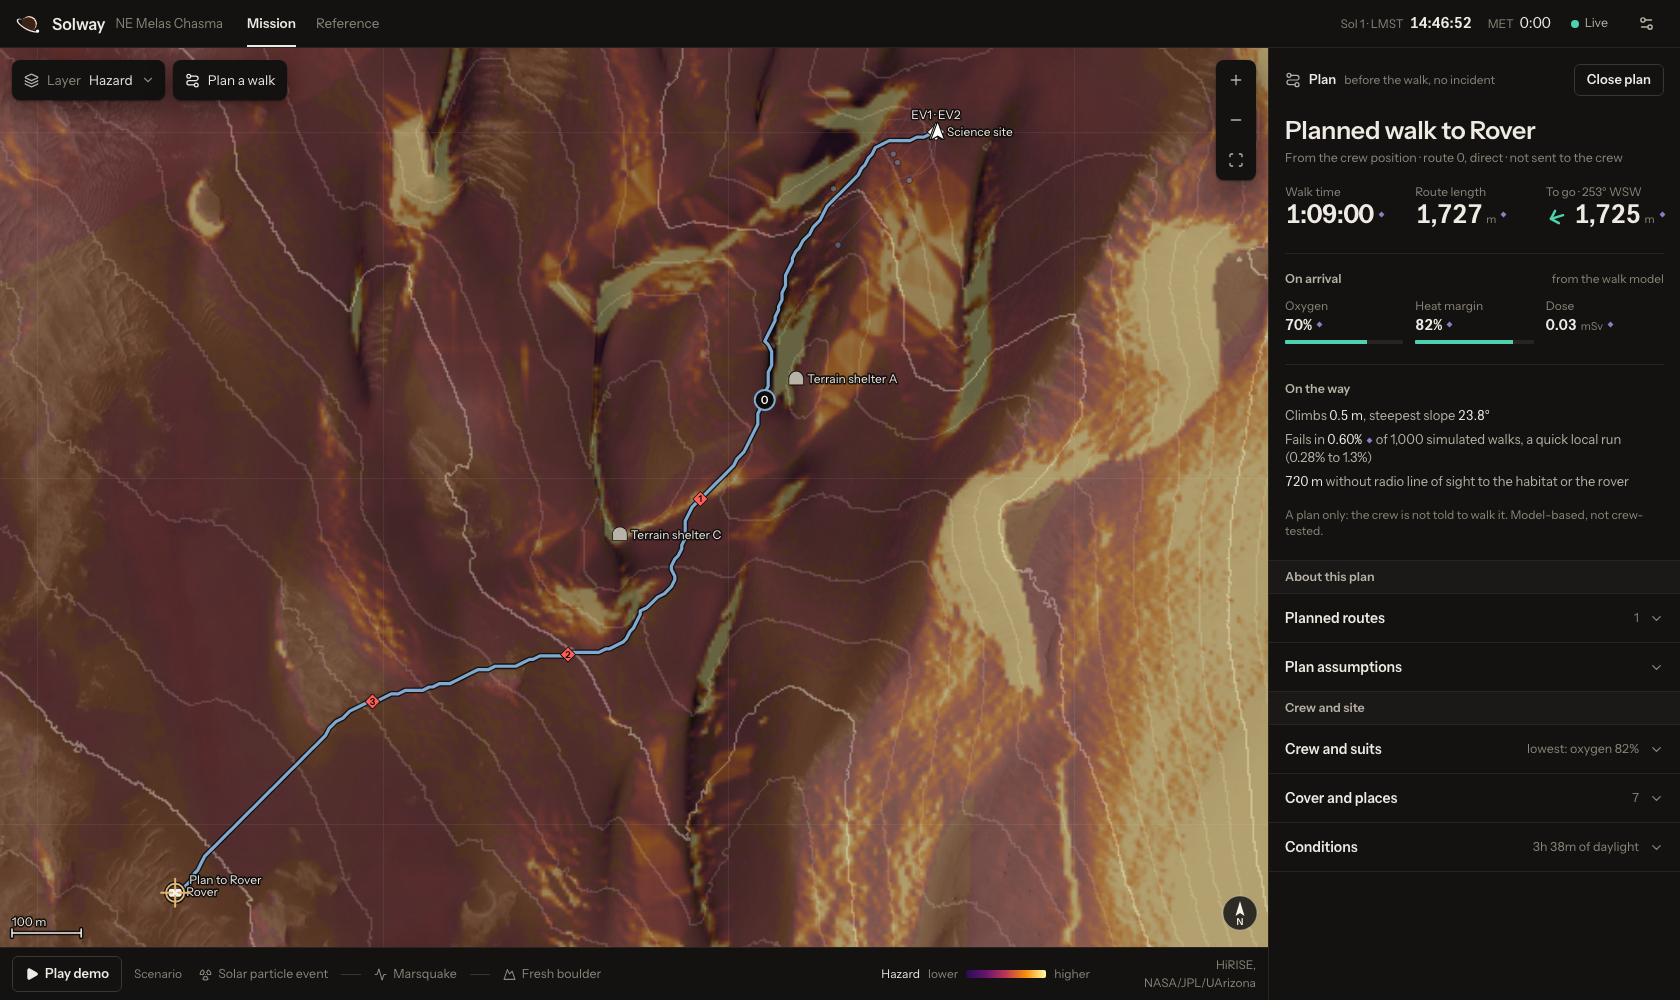 Solway NE Melas Chasma Mission Reference
Sol 1 · LMST 14:46:52 MET 0:00 Live
Layer Hazard
Plan a walk
EV1 · EV2
Science site
Terrain shelter A
0
1
Terrain shelter C
2
3
Plan to Rover
Rover
100 m
N
Plan before the walk, no incident
Close plan
Planned walk to Rover
From the crew position · route 0, direct · not sent to the crew
Walk time Route length To go · 253° WSW
1:09:00 1,727 m 1,725 m
On arrival from the walk model
Oxygen Heat margin Dose
70% 82% 0.03 mSv
On the way
Climbs 0.5 m, steepest slope 23.8°
Fails in 0.60% of 1,000 simulated walks, a quick local run
(0.28% to 1.3%)
720 m without radio line of sight to the habitat or the rover
A plan only: the crew is not told to walk it. Model-based, not crew-
tested.
About this plan
Planned routes 1
Plan assumptions
Crew and site
Crew and suits lowest: oxygen 82%
Cover and places 7
Conditions 3h 38m of daylight
Play demo Scenario Solar particle event Marsquake Fresh boulder
Hazard lower higher
HiRISE,
NASA/JPL/UArizona